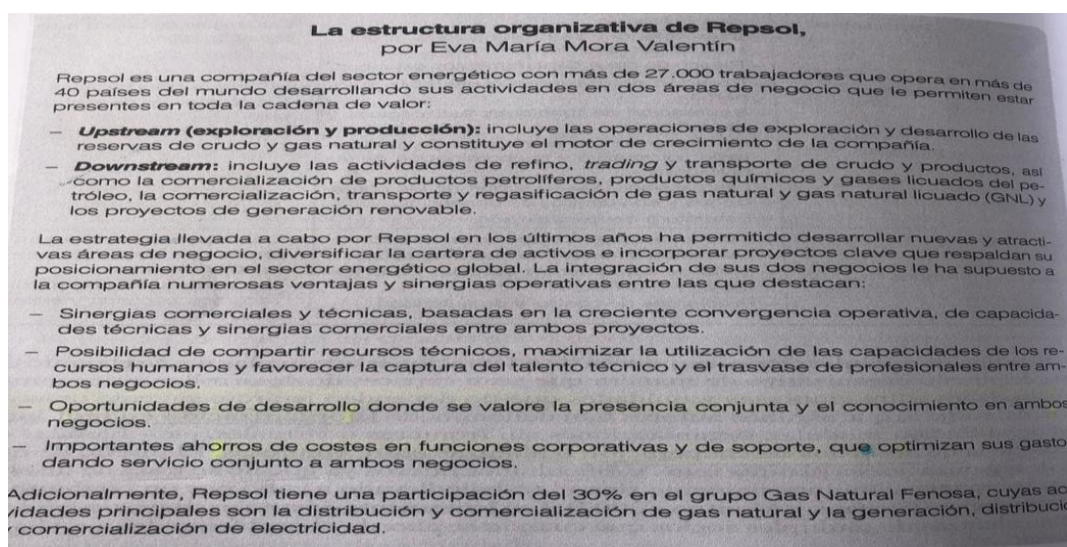 La estructura organizativa de Repsol,
por Eva María Mora Valentín
Repsol es una compañía del sector energético con más de 27.000 trabajadores que opera en más de
40 países del mundo desarrollando sus actividades en dos áreas de negocio que le permiten estar
presentes en toda la cadena de valor:
– Upstream (exploración y producción): incluye las operaciones de exploración y desarrollo de las
reservas de crudo y gas natural y constituye el motor de crecimiento de la compañía.
– Downstream: incluye las actividades de refino, trading y transporte de crudo y productos, así
como la comercialización de productos petrolíferos, productos químicos y gases licuados del pe-
tróleo, la comercialización, transporte y regasificación de gas natural y gas natural licuado (GNL) y
los proyectos de generación renovable.
La estrategia llevada a cabo por Repsol en los últimos años ha permitido desarrollar nuevas y atracti-
vas áreas de negocio, diversificar la cartera de activos e incorporar proyectos clave que respaldan su
posicionamiento en el sector energético global. La integración de sus dos negocios le ha supuesto a
la compañía numerosas ventajas y sinergias operativas entre las que destacan:
– Sinergias comerciales y técnicas, basadas en la creciente convergencia operativa, de capacida-
des técnicas y sinergias comerciales entre ambos proyectos.
– Posibilidad de compartir recursos técnicos, maximizar la utilización de las capacidades de los re-
cursos humanos y favorecer la captura del talento técnico y el trasvase de profesionales entre am-
bos negocios.
– Oportunidades de desarrollo donde se valore la presencia conjunta y el conocimiento en ambos
negocios.
– Importantes ahorros de costes en funciones corporativas y de soporte, que optimizan sus gasto
dando servicio conjunto a ambos negocios.
Adicionalmente, Repsol tiene una participación del 30% en el grupo Gas Natural Fenosa, cuyas ac
vidades principales son la distribución y comercialización de gas natural y la generación, distribució
y comercialización de electricidad.